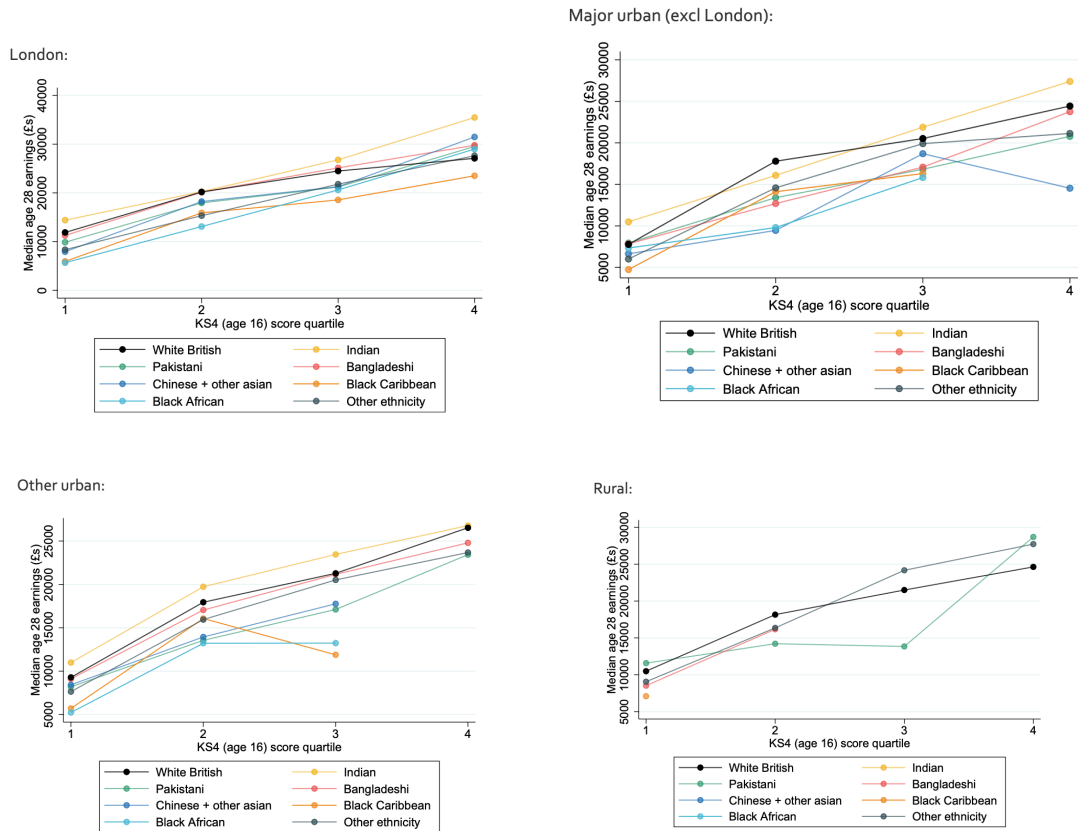 London:
Median age 28 earnings (£s)
40000
30000
20000
10000
0
1 2 3 4
KS4 (age 16) score quartile
White British Indian
Pakistani Bangladeshi
Chinese + other asian Black Caribbean
Black African Other ethnicity
Major urban (excl London):
Median age 28 earnings (£s)
30000
25000
20000
15000
10000
5000
1 2 3 4
KS4 (age 16) score quartile
White British Indian
Pakistani Bangladeshi
Chinese + other asian Black Caribbean
Black African Other ethnicity
Other urban:
Median age 28 earnings (£s)
25000
20000
15000
10000
5000
1 2 3 4
KS4 (age 16) score quartile
White British Indian
Pakistani Bangladeshi
Chinese + other asian Black Caribbean
Black African Other ethnicity
Rural:
Median age 28 earnings (£s)
30000
25000
20000
15000
10000
5000
1 2 3 4
KS4 (age 16) score quartile
White British Indian
Pakistani Bangladeshi
Chinese + other asian Black Caribbean
Black African Other ethnicity